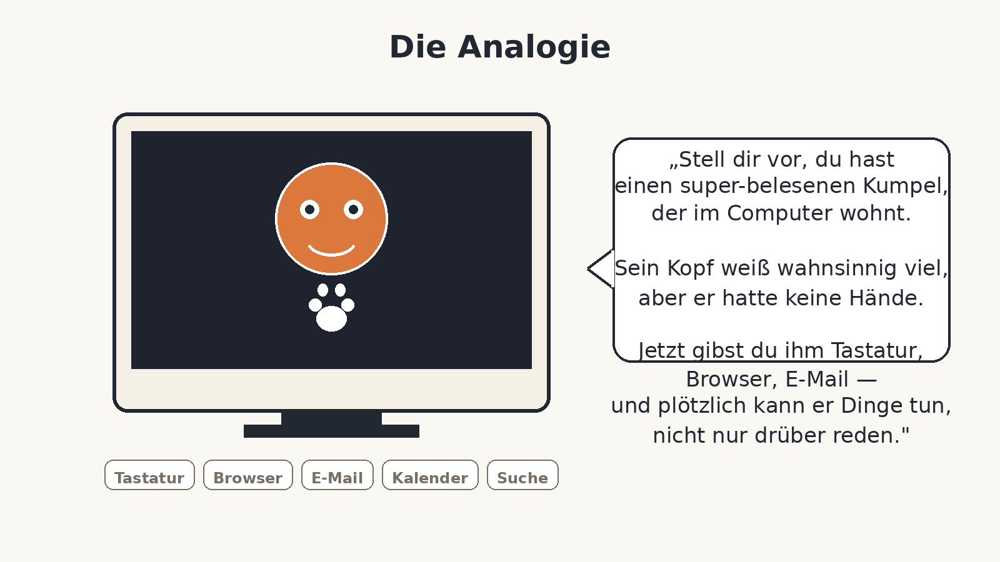 Die Analogie
„Stell dir vor, du hast
einen super-belesenen Kumpel,
der im Computer wohnt.
Sein Kopf weiß wahnsinnig viel,
aber er hatte keine Hände.
Jetzt gibst du ihm Tastatur,
Browser, E-Mail —
und plötzlich kann er Dinge tun,
nicht nur drüber reden."
Tastatur Browser E-Mail Kalender Suche